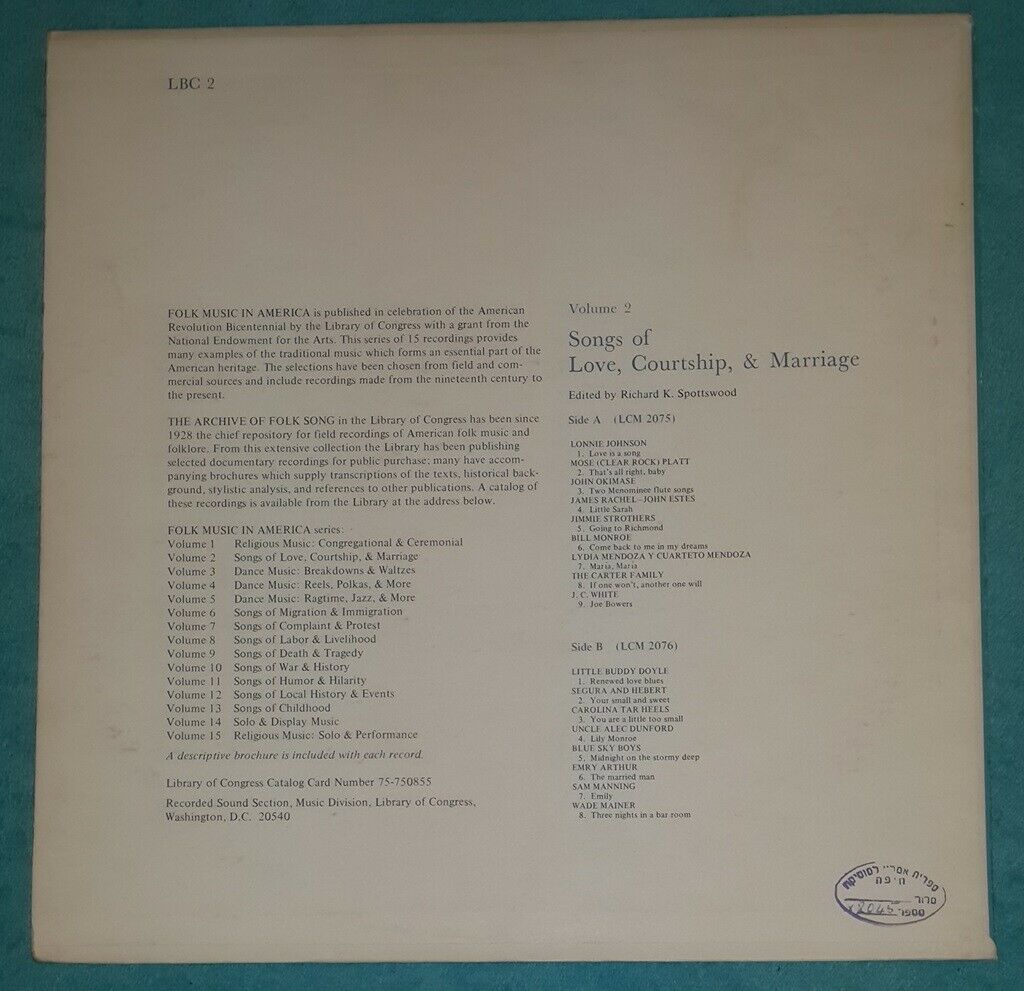 LBC 2
FOLK MUSIC IN AMERICA is published in celebration of the American
Revolution Bicentennial by the Library of Congress with a grant from the
National Endowment for the Arts. This series of 15 recordings provides
many examples of the traditional music which forms an essential part of the
American heritage. The selections have been chosen from field and com-
mercial sources and include recordings made from the nineteenth century to
the present.
THE ARCHIVE OF FOLK SONG in the Library of Congress has been since
1928 the chief repository for field recordings of American folk music and
folklore. From this extensive collection the Library has been publishing
selected documentary recordings for public purchase; many have accom-
panying brochures which supply transcriptions of the texts, historical back-
ground, stylistic analysis, and references to other publications. A catalog of
these recordings is available from the Library at the address below.
FOLK MUSIC IN AMERICA series:
Volume 1 Religious Music: Congregational & Ceremonial
Volume 2 Songs of Love, Courtship, & Marriage
Volume 3 Dance Music: Breakdowns & Waltzes
Volume 4 Dance Music: Reels, Polkas, & More
Volume 5 Dance Music: Ragtime, Jazz, & More
Volume 6 Songs of Migration & Immigration
Volume 7 Songs of Complaint & Protest
Volume 8 Songs of Labor & Livelihood
Volume 9 Songs of Death & Tragedy
Volume 10 Songs of War & History
Volume 11 Songs of Humor & Hilarity
Volume 12 Songs of Local History & Events
Volume 13 Songs of Childhood
Volume 14 Solo & Display Music
Volume 15 Religious Music: Solo & Performance
A descriptive brochure is included with each record.
Library of Congress Catalog Card Number 75-750855
Recorded Sound Section, Music Division, Library of Congress,
Washington, D.C. 20540
Volume 2
Songs of
Love, Courtship, & Marriage
Edited by Richard K. Spottswood
Side A (LCM 2075)
LONNIE JOHNSON
1. Love is a song
MOSE (CLEAR ROCK) PLATT
2. That's all right, baby
JOHN OKIMASE
3. Two Menominee flute songs
JAMES RACHEL–JOHN ESTES
4. Little Sarah
JIMMIE STROTHERS
5. Going to Richmond
BILL MONROE
6. Come back to me in my dreams
LYDIA MENDOZA Y CUARTETO MENDOZA
7. Maria, Maria
THE CARTER FAMILY
8. If one won't, another one will
J. C. WHITE
9. Joe Bowers
Side B (LCM 2076)
LITTLE BUDDY DOYLE
1. Renewed love blues
SEGURA AND HEBERT
2. Your small and sweet
CAROLINA TAR HEELS
3. You are a little too small
UNCLE ALEC DUNFORD
4. Lily Monroe
BLUE SKY BOYS
5. Midnight on the stormy deep
EMRY ARTHUR
6. The married man
SAM MANNING
7. Emily
WADE MAINER
8. Three nights in a bar room
ספרית אמריי למוסיקה
חיפה
סדור
מספר 2045